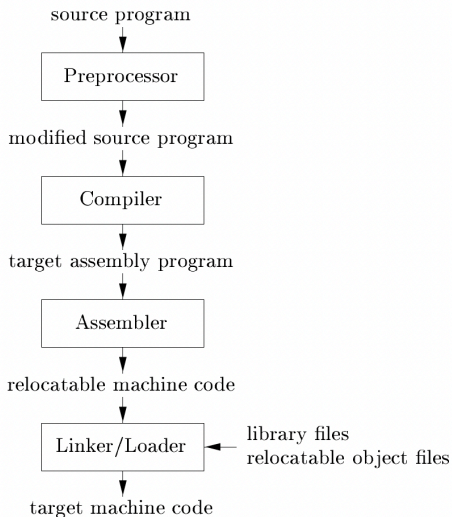 source program
Preprocessor
modified source program
Compiler
target assembly program
Assembler
relocatable machine code
Linker/Loader
library files
relocatable object files
target machine code